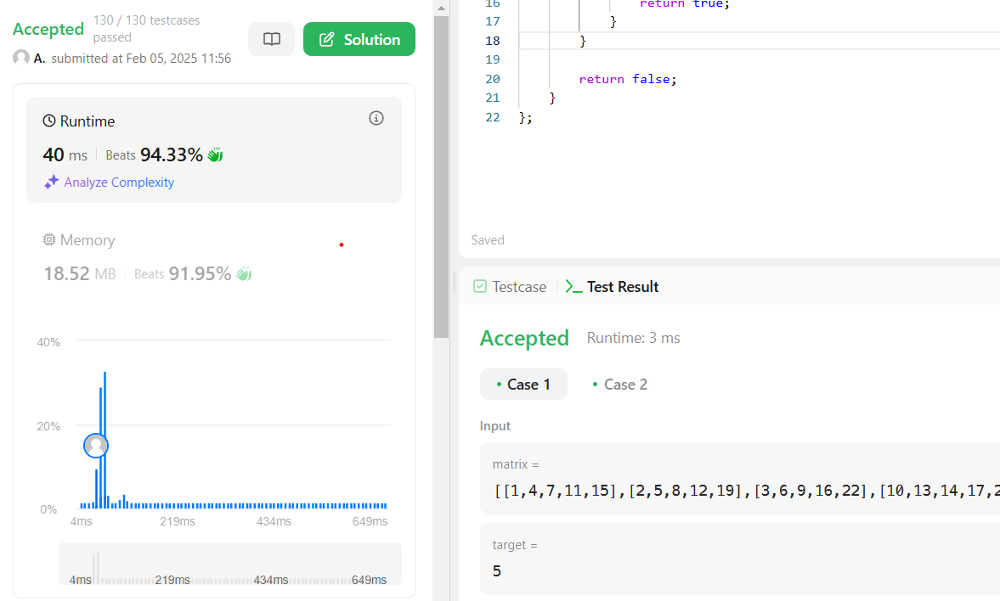 Accepted
130 / 130 testcases
passed
A. submitted at Feb 05, 2025 11:56
Solution
Runtime
40 ms Beats 94.33%
Analyze Complexity
Memory
18.52 MB Beats 91.95%
40%
20%
0%
4ms 219ms 434ms 649ms
4ms 219ms 434ms 649ms
16 return true;
17 }
18 }
19
20 return false;
21 }
22 };
Saved
Testcase Test Result
Accepted Runtime: 3 ms
Case 1 Case 2
Input
matrix =
[[1,4,7,11,15],[2,5,8,12,19],[3,6,9,16,22],[10,13,14,17,2
target =
5